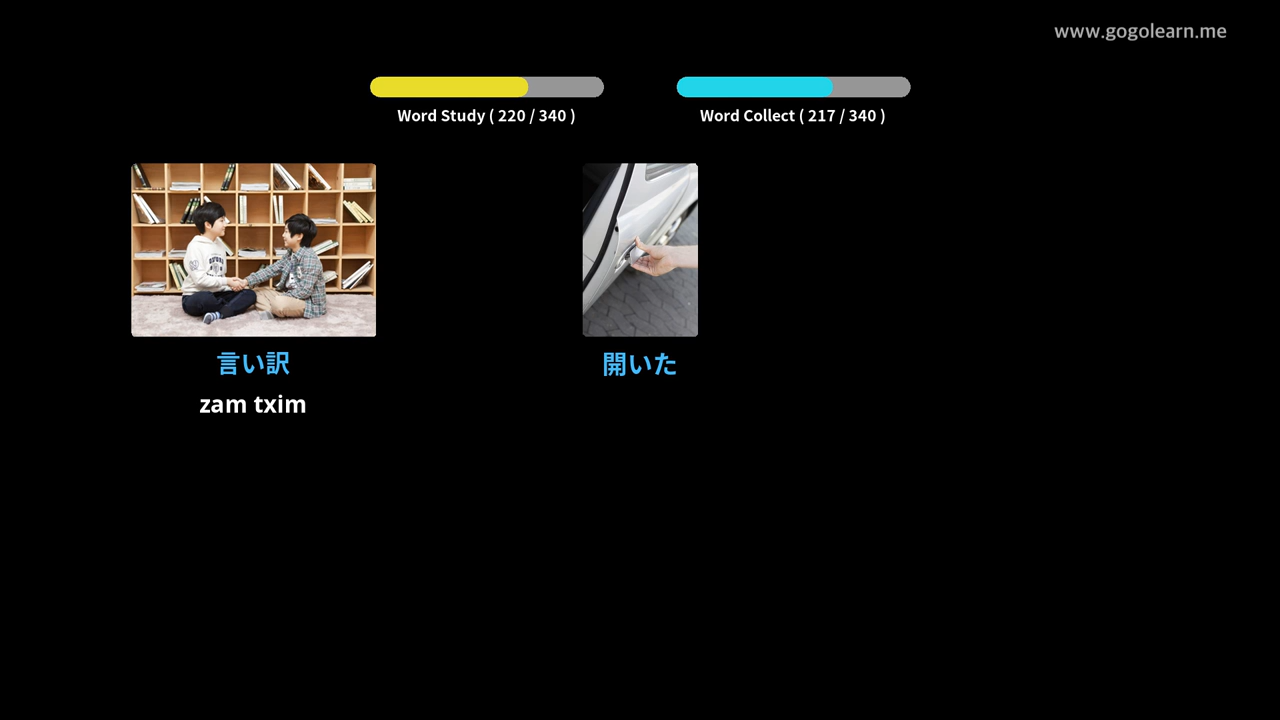 www.gogolearn.me
Word Study ( 220 / 340 )
Word Collect ( 217 / 340 )
言い訳
zam txim
開いた